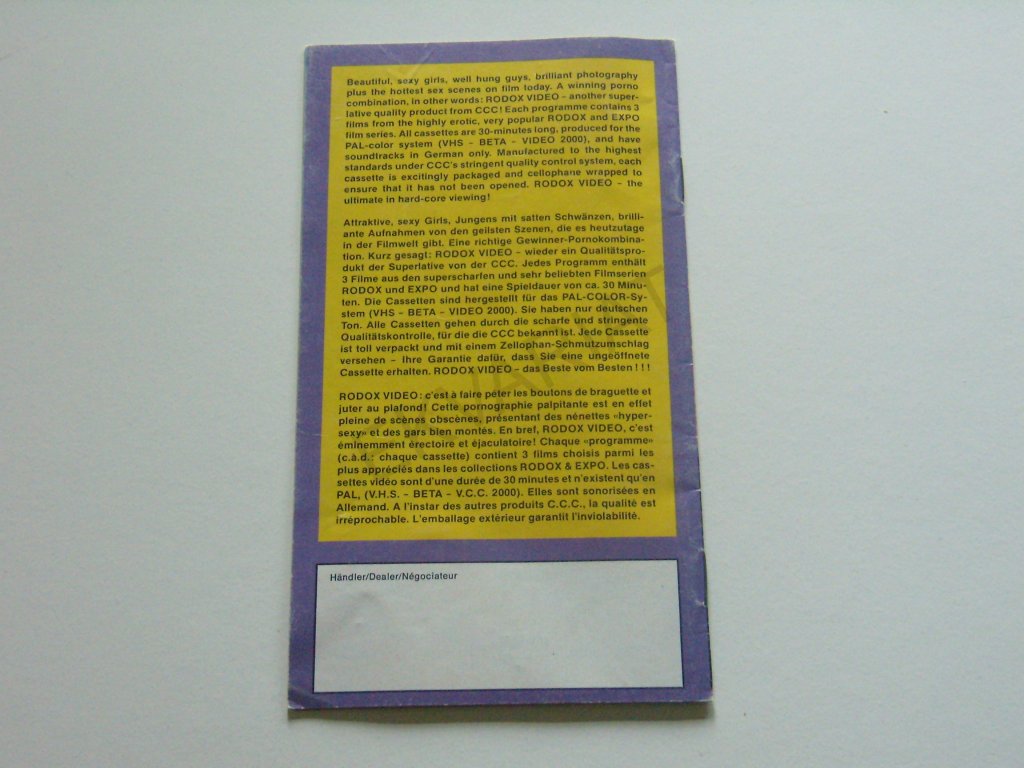 Beautiful, sexy girls, well hung guys, brilliant photography
plus the hottest sex scenes on film today. A winning porno
combination, in other words: RODOX VIDEO – another super-
lative quality product from CCC! Each programme contains 3
films from the highly erotic, very popular RODOX and EXPO
film series. All cassettes are 30-minutes long, produced for the
PAL-color system (VHS – BETA – VIDEO 2000), and have
soundtracks in German only. Manufactured to the highest
standards under CCC's stringent quality control system, each
cassette is excitingly packaged and cellophane wrapped to
ensure that it has not been opened. RODOX VIDEO – the
ultimate in hard-core viewing!
Attraktive, sexy Girls, Jungens mit satten Schwänzen, brilli-
ante Aufnahmen von den geilsten Szenen, die es heutzutage
in der Filmwelt gibt. Eine richtige Gewinner-Pornokombina-
tion. Kurz gesagt: RODOX VIDEO – wieder ein Qualitätspro-
dukt der Superlative von der CCC. Jedes Programm enthält
3 Filme aus den superscharfen und sehr beliebten Filmserien
RODOX und EXPO und hat eine Spieldauer von ca. 30 Minu-
ten. Die Cassetten sind hergestellt für das PAL-COLOR-Sy-
stem (VHS – BETA – VIDEO 2000). Sie haben nur deutschen
Ton. Alle Cassetten gehen durch die scharfe und stringente
Qualitätskontrolle, für die die CCC bekannt ist. Jede Cassette
ist toll verpackt und mit einem Zellophan-Schmutzumschlag
versehen – Ihre Garantie dafür, dass Sie eine ungeöffnete
Cassette erhalten. RODOX VIDEO – das Beste vom Besten!!!
RODOX VIDEO: c'est à faire péter les boutons de braguette et
juter au plafond! Cette pornographie palpitante est en effet
pleine de scènes obscènes, présentant des nénettes «hyper-
sexy» et des gars bien montés. En bref, RODOX VIDEO, c'est
éminemment érectoire et éjaculatoire! Chaque «programme»
(c.à.d.: chaque cassette) contient 3 films choisis parmi les
plus appréciés dans les collections RODOX & EXPO. Les cas-
settes vidéo sont d'une durée de 30 minutes et n'existent qu'en
PAL, (V.H.S. – BETA – V.C.C. 2000). Elles sont sonorisées en
Allemand. A l'instar des autres produits C.C.C., la qualité est
irréprochable. L'emballage extérieur garantit l'inviolabilité.
Händler/Dealer/Négociateur